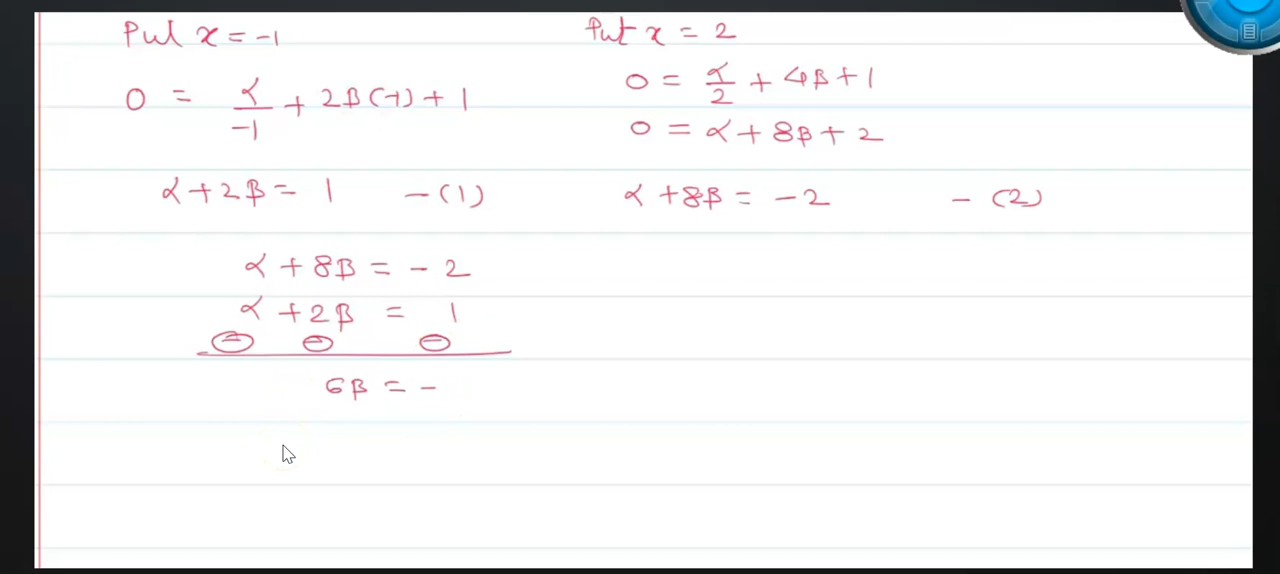 Put x = -1
0 = α/-1 + 2β(-1) + 1
α + 2β = 1 - (1)
Put x = 2
0 = α/2 + 4β + 1
0 = α + 8β + 2
α + 8β = -2 - (2)
α + 8β = - 2
α + 2β = 1
⊖ ⊖ ⊖
6β = -